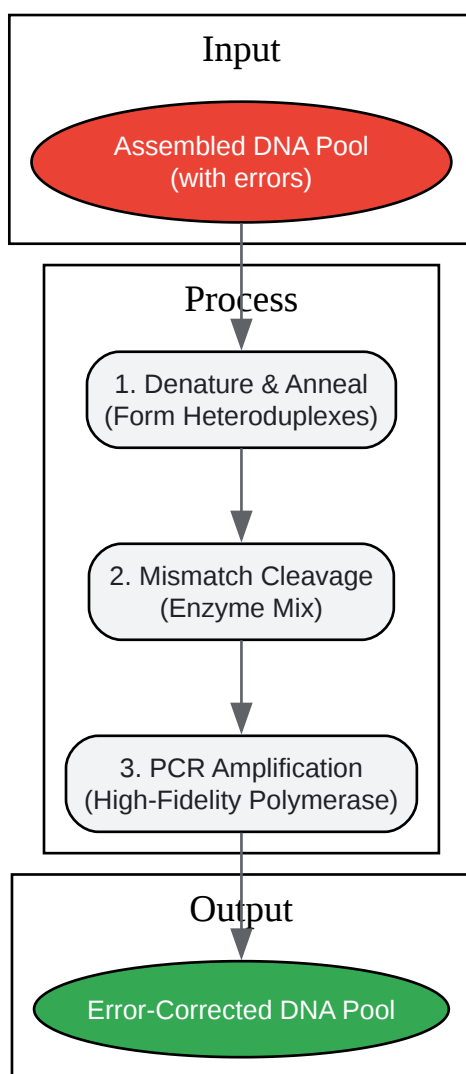 Input
Assembled DNA Pool
(with errors)
Process
1. Denature & Anneal
(Form Heteroduplexes)
2. Mismatch Cleavage
(Enzyme Mix)
3. PCR Amplification
(High-Fidelity Polymerase)
Output
Error-Corrected DNA Pool